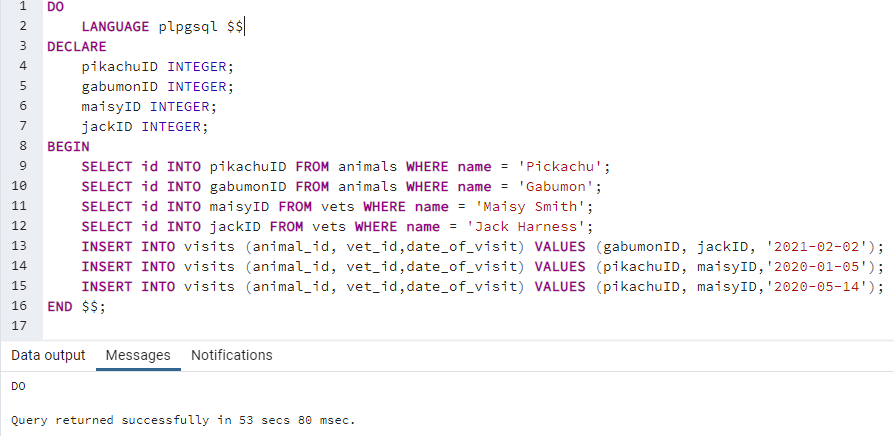 1 DO
2 LANGUAGE plpgsql $$
3 DECLARE
4 pikachuID INTEGER;
5 gabumonID INTEGER;
6 maisyID INTEGER;
7 jackID INTEGER;
8 BEGIN
9 SELECT id INTO pikachuID FROM animals WHERE name = 'Pickachu';
10 SELECT id INTO gabumonID FROM animals WHERE name = 'Gabumon';
11 SELECT id INTO maisyID FROM vets WHERE name = 'Maisy Smith';
12 SELECT id INTO jackID FROM vets WHERE name = 'Jack Harness';
13 INSERT INTO visits (animal_id, vet_id,date_of_visit) VALUES (gabumonID, jackID, '2021-02-02');
14 INSERT INTO visits (animal_id, vet_id,date_of_visit) VALUES (pikachuID, maisyID,'2020-01-05');
15 INSERT INTO visits (animal_id, vet_id,date_of_visit) VALUES (pikachuID, maisyID,'2020-05-14');
16 END $$;
17
Data output Messages Notifications
DO
Query returned successfully in 53 secs 80 msec.